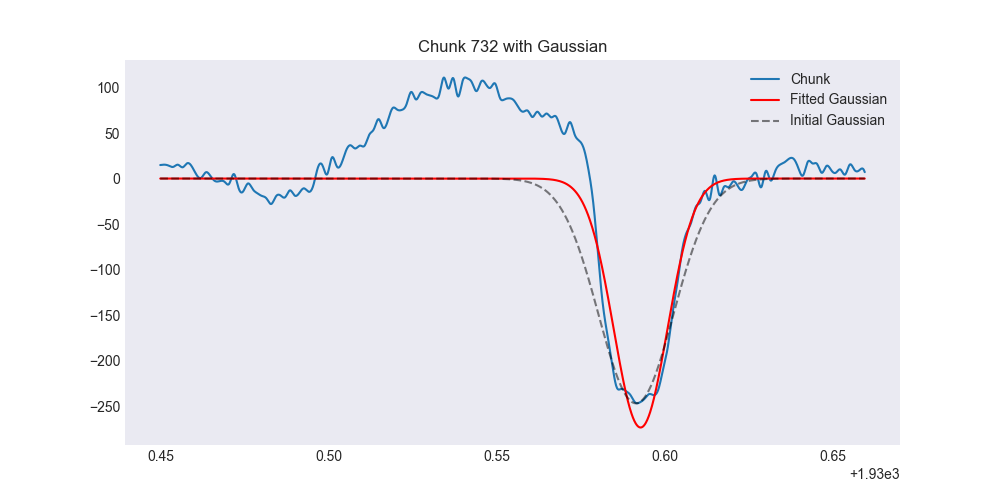 Chunk 732 with Gaussian
Chunk
Fitted Gaussian
Initial Gaussian
100
50
0
−50
−100
−150
−200
−250
0.45 0.50 0.55 0.60 0.65
+1.93e3